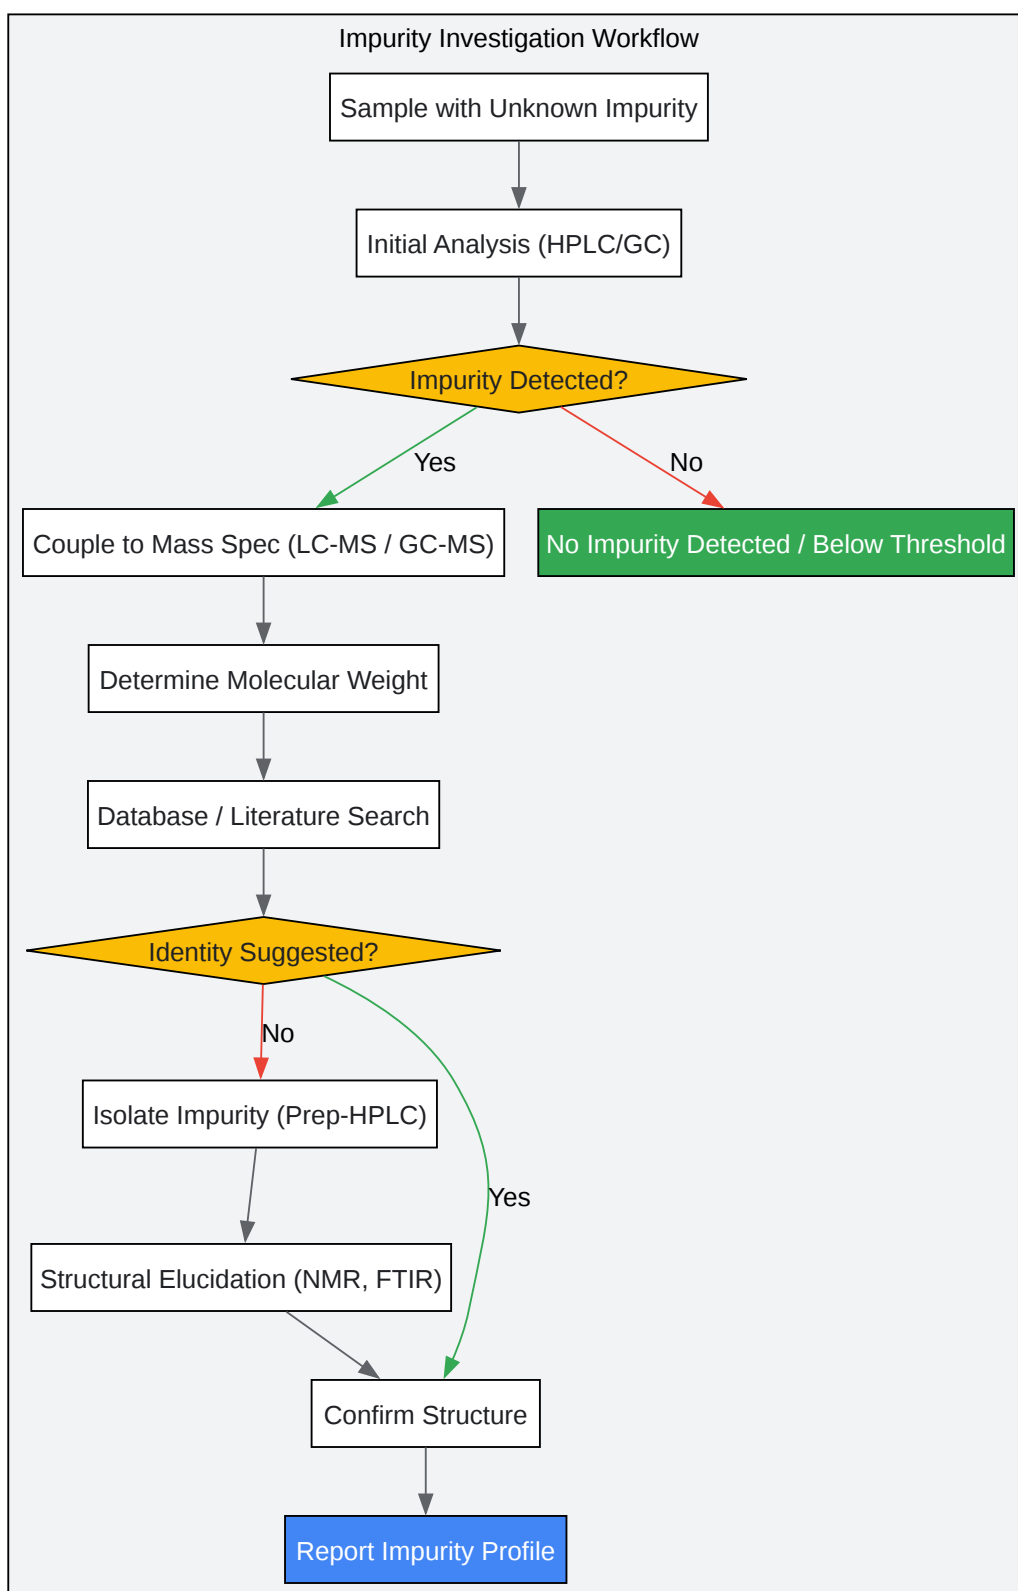 Impurity Investigation Workflow
Sample with Unknown Impurity
Initial Analysis (HPLC/GC)
Impurity Detected?
Yes
No
Couple to Mass Spec (LC-MS / GC-MS)
No Impurity Detected / Below Threshold
Determine Molecular Weight
Database / Literature Search
Identity Suggested?
No
Isolate Impurity (Prep-HPLC)
Yes
Structural Elucidation (NMR, FTIR)
Confirm Structure
Report Impurity Profile